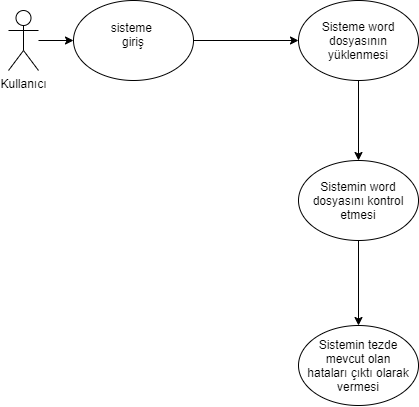 sisteme
giriş
Sisteme word
dosyasının
yüklenmesi
Kullanıcı
Sistemin word
dosyasını kontrol
etmesi
Sistemin tezde
mevcut olan
hataları çıktı olarak
vermesi